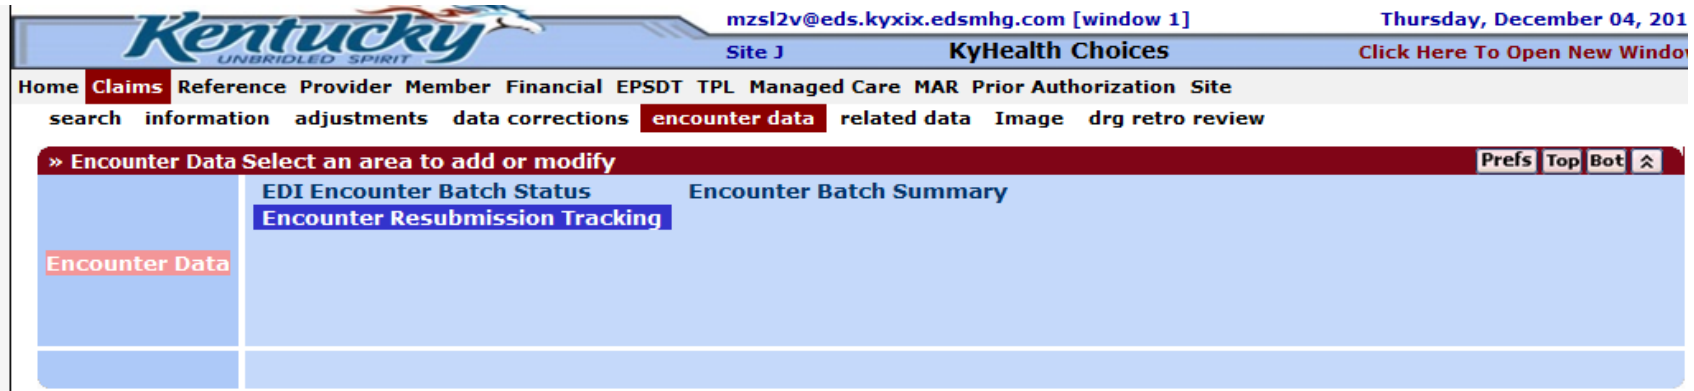 Kentucky
UNBRIDLED SPIRIT
mzsl2v@eds.kyxix.edsmhg.com [window 1]
Thursday, December 04, 201
Site J
KyHealth Choices
Click Here To Open New Window
Home Claims Reference Provider Member Financial EPSDT TPL Managed Care MAR Prior Authorization Site
search information adjustments data corrections encounter data related data Image drg retro review
» Encounter Data Select an area to add or modify
Prefs Top Bot
EDI Encounter Batch Status Encounter Batch Summary
Encounter Resubmission Tracking
Encounter Data